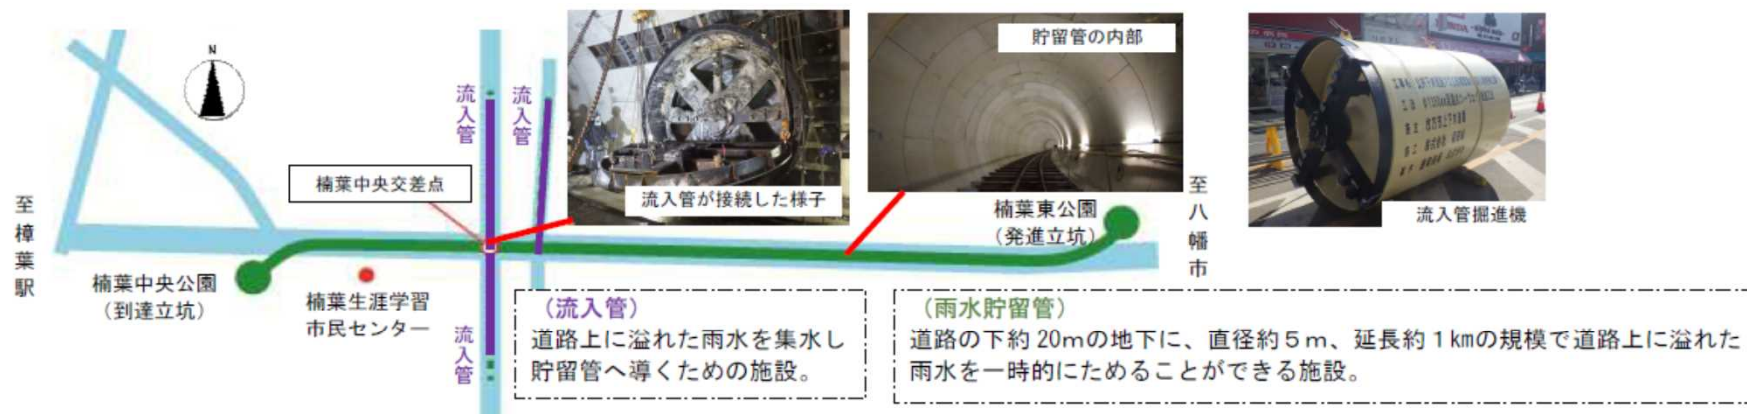 N
流入管
流入管
楠葉中央交差点
流入管が接続した様子
貯留管の内部
流入管掘進機
至樟葉駅
楠葉中央公園
（到達立坑）
楠葉生涯学習
市民センター
楠葉東公園
（発進立坑）
至八幡市
流入管
（流入管）
道路上に溢れた雨水を集水し
貯留管へ導くための施設。
（雨水貯留管）
道路の下約20mの地下に、直径約5m、延長約1㎞の規模で道路上に溢れた
雨水を一時的にためることができる施設。